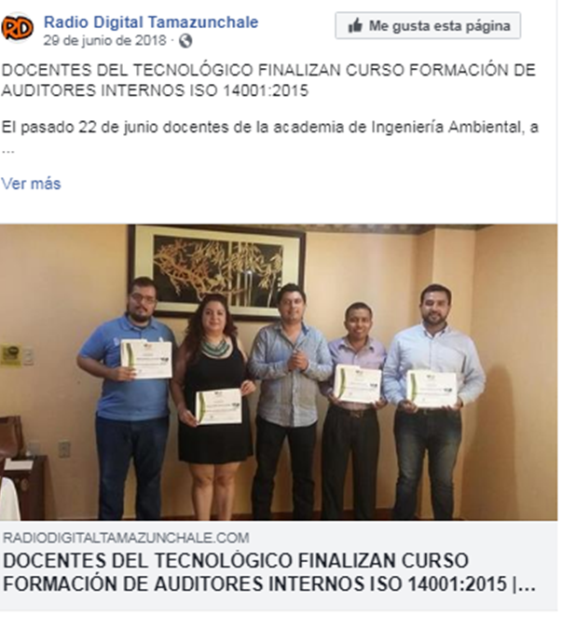 RD
Radio Digital Tamazunchale
Me gusta esta página
29 de junio de 2018 ·
DOCENTES DEL TECNOLÓGICO FINALIZAN CURSO FORMACIÓN DE
AUDITORES INTERNOS ISO 14001:2015
El pasado 22 de junio docentes de la academia de Ingeniería Ambiental, a
...
Ver más
RADIODIGITALTAMAZUNCHALE.COM
DOCENTES DEL TECNOLÓGICO FINALIZAN CURSO
FORMACIÓN DE AUDITORES INTERNOS ISO 14001:2015 |...